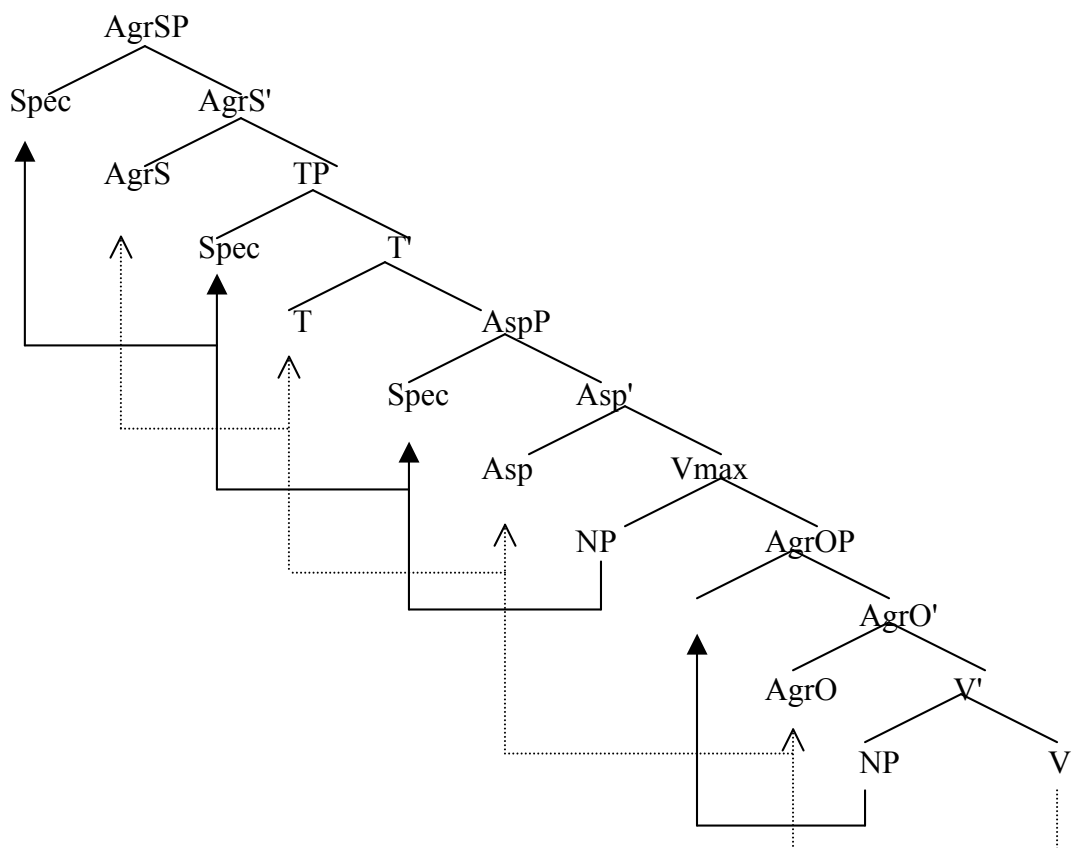 AgrSP
Spec AgrS'
AgrS TP
Spec T'
T AspP
Spec Asp'
Asp Vmax
NP AgrOP
AgrO'
AgrO V'
NP V